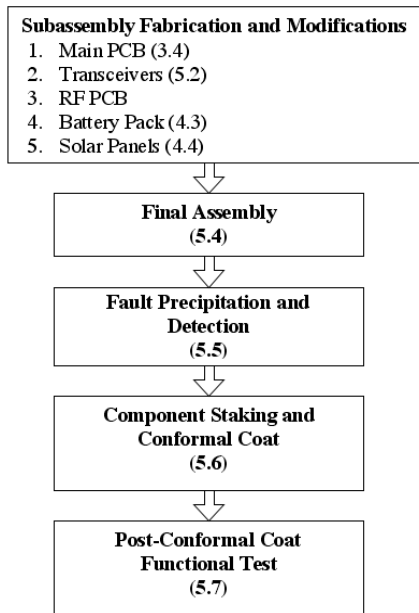 Subassembly Fabrication and Modifications
1. Main PCB (3.4)
2. Transceivers (5.2)
3. RF PCB
4. Battery Pack (4.3)
5. Solar Panels (4.4)
Final Assembly
(5.4)
Fault Precipitation and
Detection
(5.5)
Component Staking and
Conformal Coat
(5.6)
Post-Conformal Coat
Functional Test
(5.7)